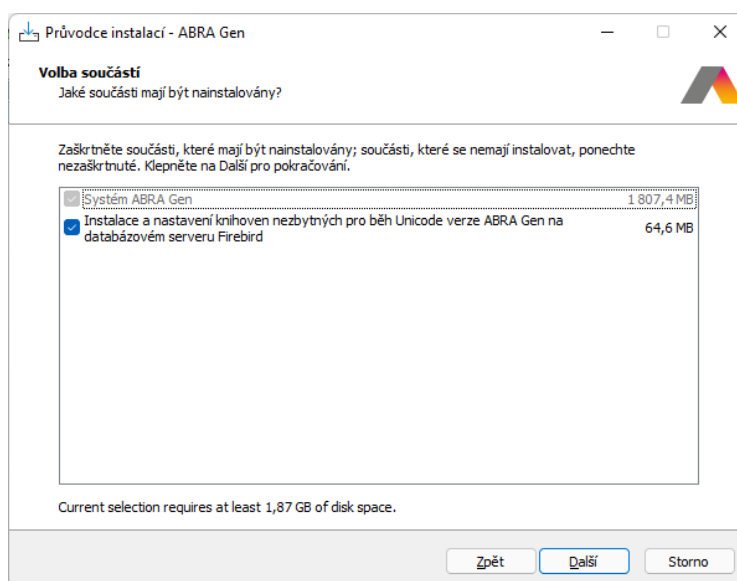 Průvodce instalací - ABRA Gen
Volba součástí
Jaké součásti mají být nainstalovány?
Zaškrtněte součásti, které mají být nainstalovány; součásti, které se nemají instalovat, ponechte
nezaškrtnuté. Klepněte na Další pro pokračování.
Systém ABRA Gen 1 807,4 MB
Instalace a nastavení knihoven nezbytných pro běh Unicode verze ABRA Gen na
databázovém serveru Firebird 64,6 MB
Current selection requires at least 1,87 GB of disk space.
Zpět Další Storno